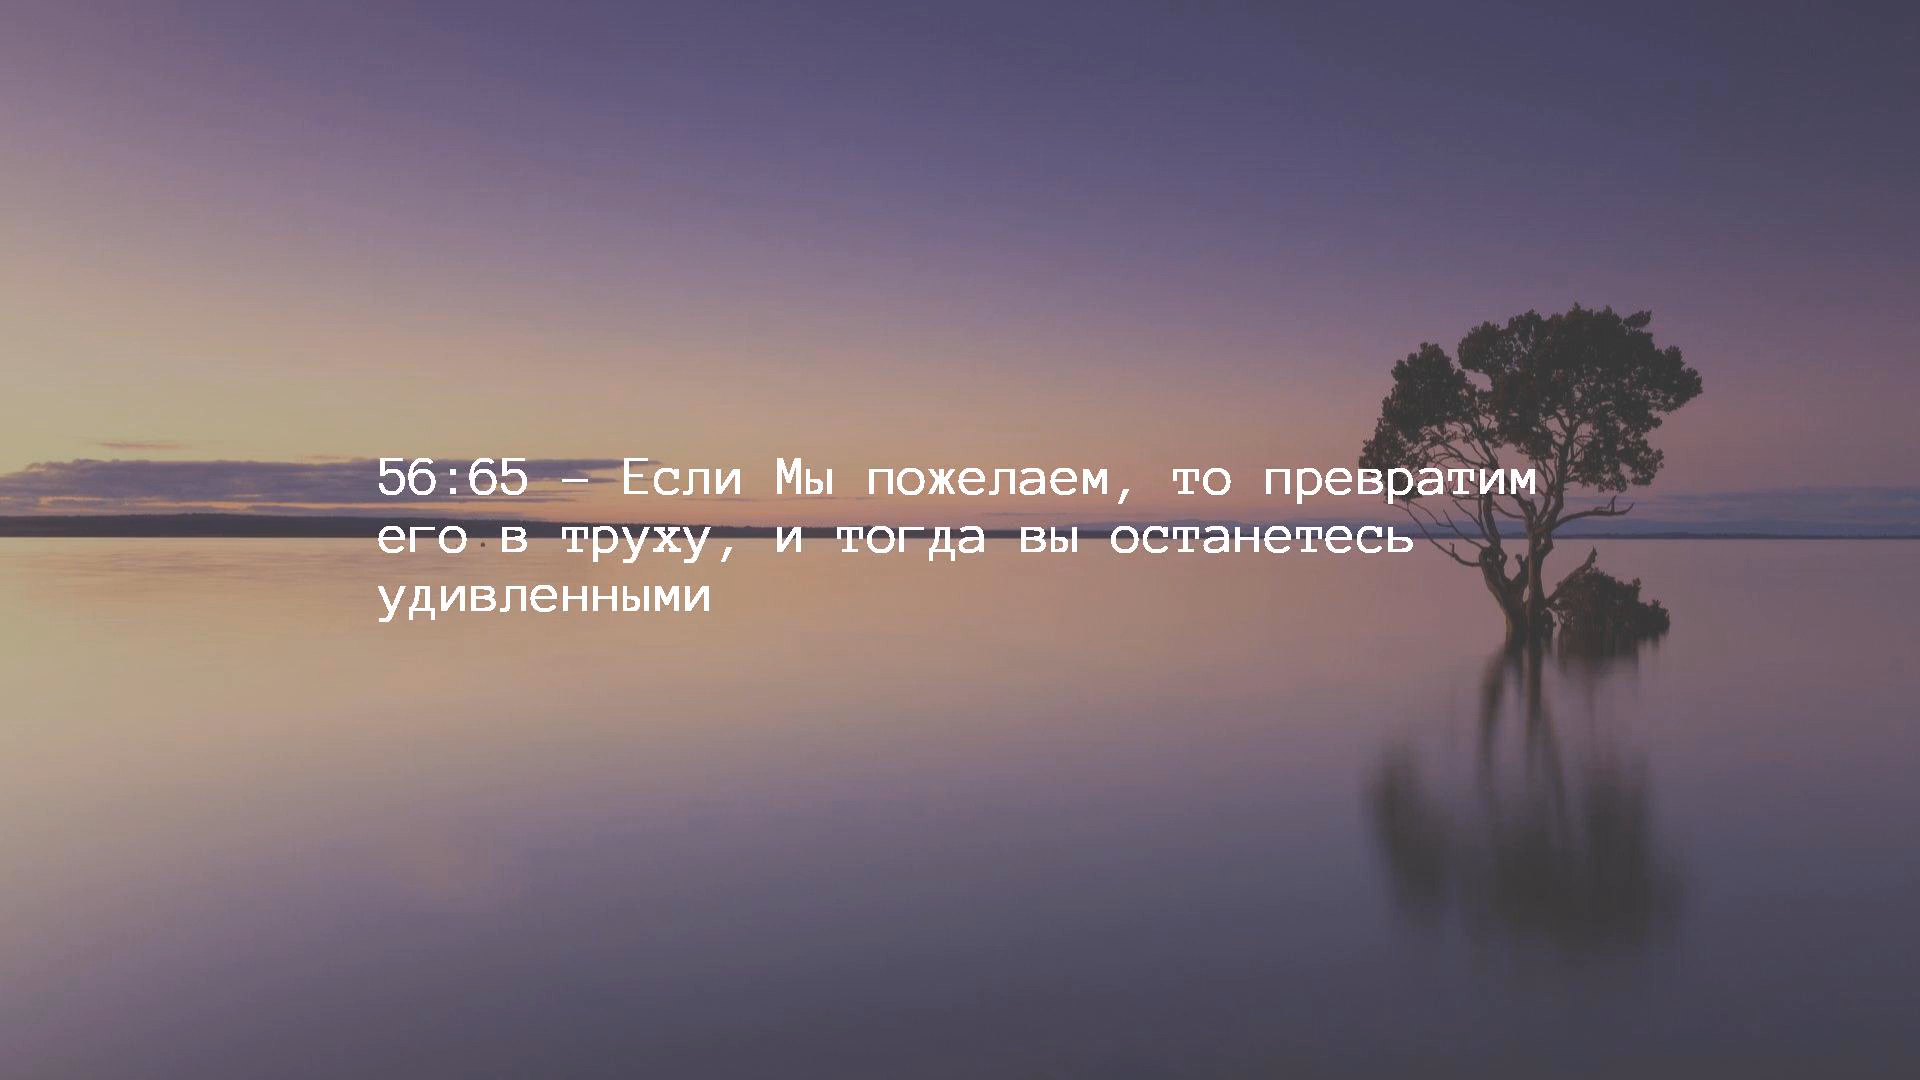 56:65 – Если Мы пожелаем, то превратим
его в труху, и тогда вы останетесь
удивленными